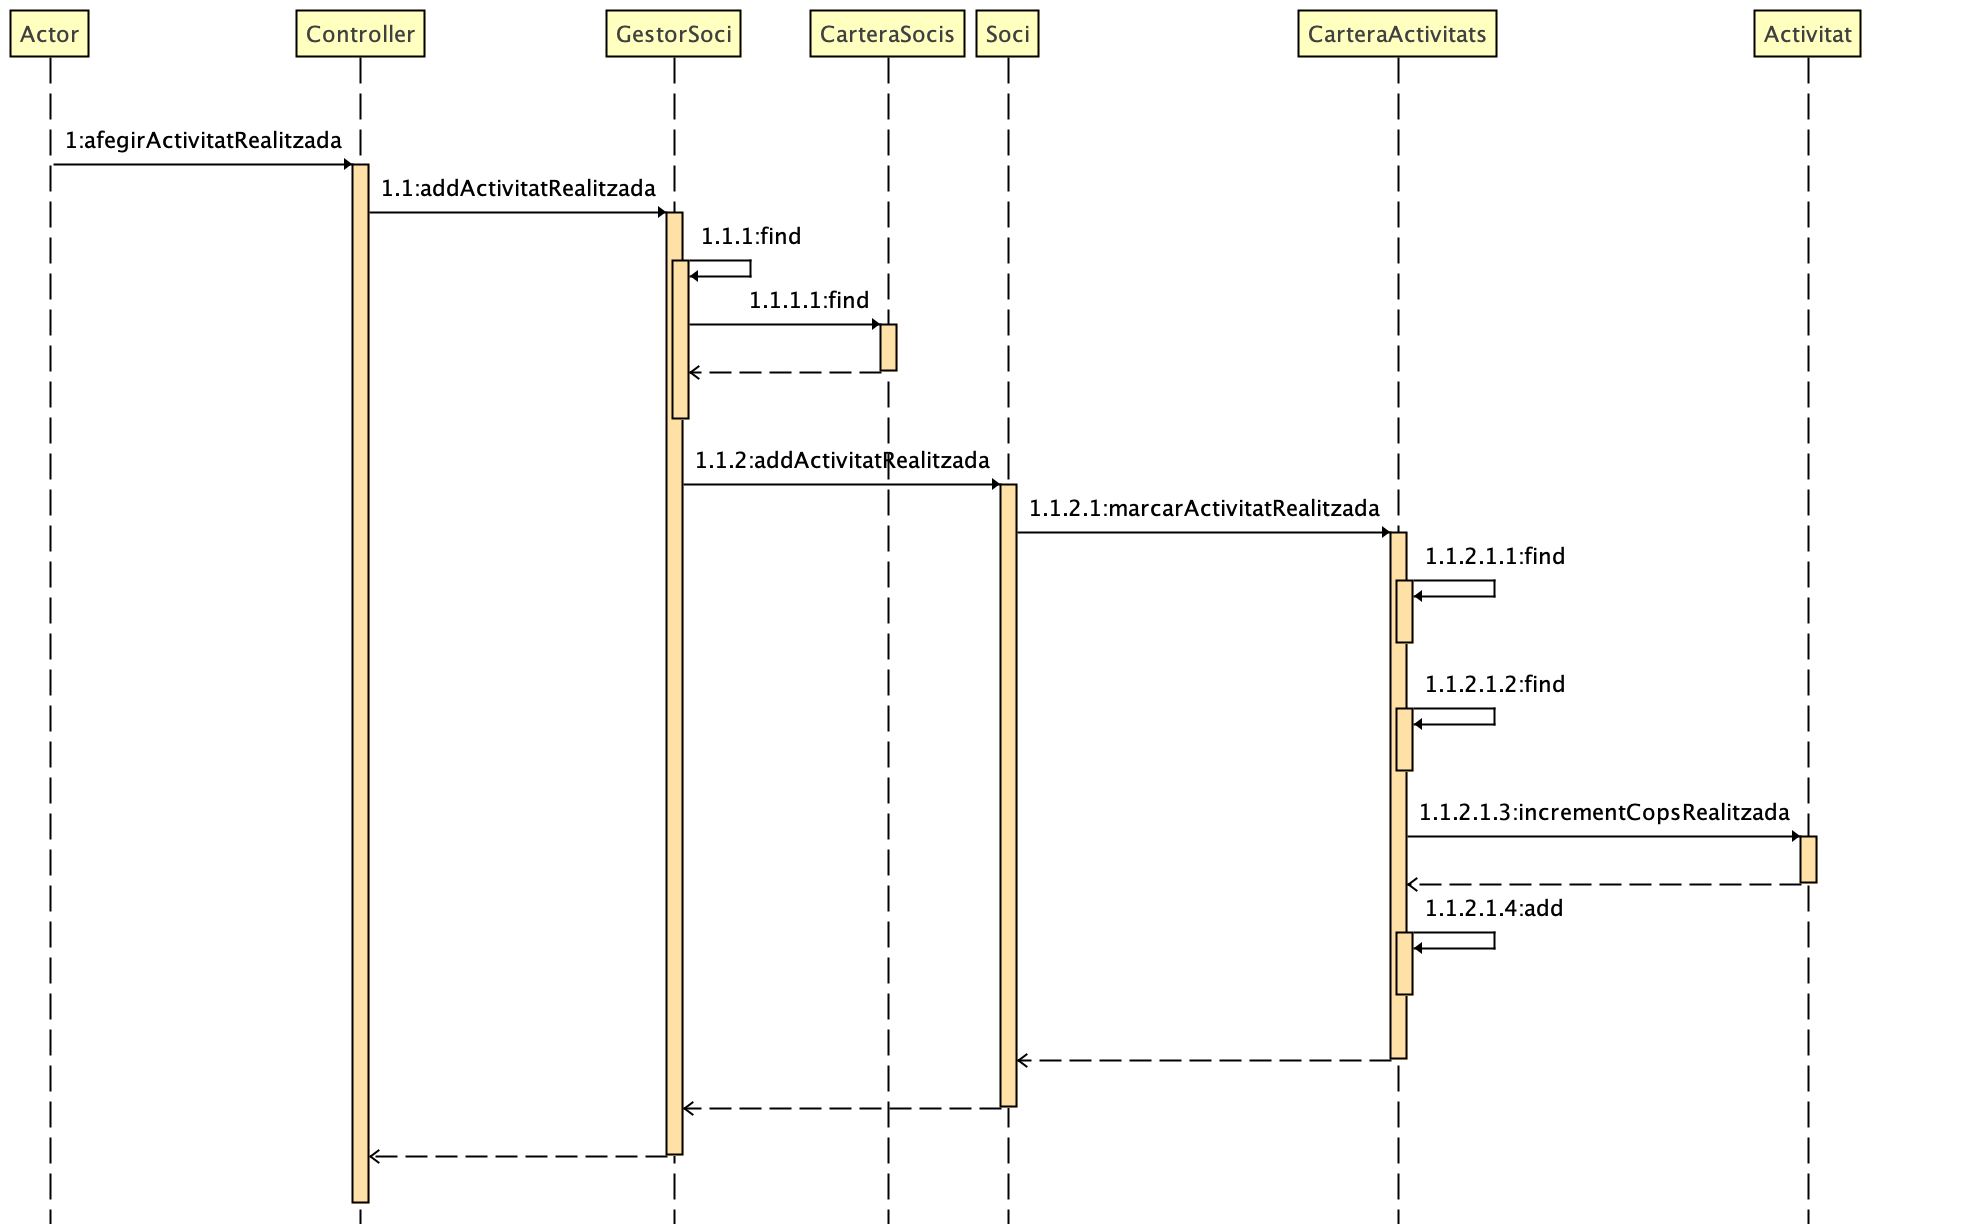 Actor
Controller
GestorSoci
CarteraSocis
Soci
CarteraActivitats
Activitat
1:afegirActivitatRealitzada
1.1:addActivitatRealitzada
1.1.1:find
1.1.1.1:find
1.1.2:addActivitatRealitzada
1.1.2.1:marcarActivitatRealitzada
1.1.2.1.1:find
1.1.2.1.2:find
1.1.2.1.3:incrementCopsRealitzada
1.1.2.1.4:add